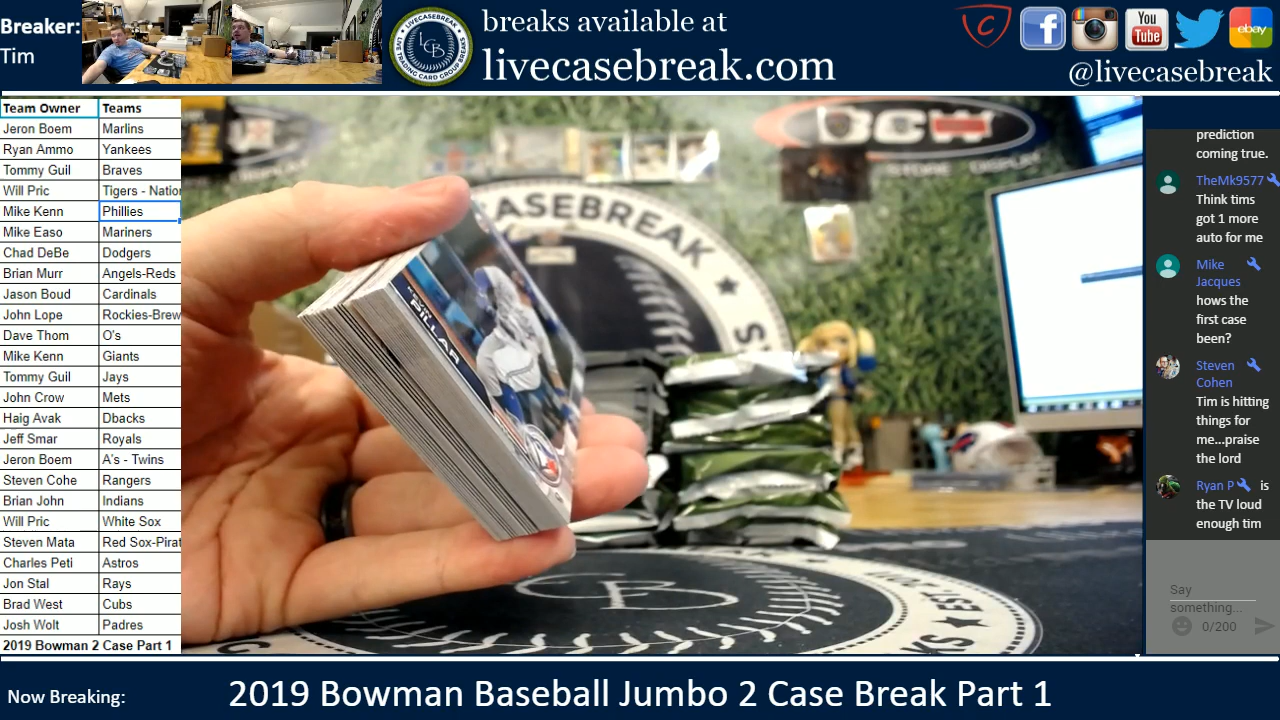 Breaker:
Tim
breaks available at
livecasebreak.com
You
Tube
ebay
@livecasebreak
Team Owner Teams
Jeron Boem Marlins
Ryan Ammo Yankees
Tommy Guil Braves
Will Pric Tigers - Natior
Mike Kenn Phillies
Mike Easo Mariners
Chad DeBe Dodgers
Brian Murr Angels-Reds
Jason Boud Cardinals
John Lope Rockies-Brew
Dave Thom O's
Mike Kenn Giants
Tommy Guil Jays
John Crow Mets
Haig Avak Dbacks
Jeff Smar Royals
Jeron Boem A's - Twins
Steven Cohe Rangers
Brian John Indians
Will Pric White Sox
Steven Mata Red Sox-Pirat
Charles Peti Astros
Jon Stal Rays
Brad West Cubs
Josh Wolt Padres
2019 Bowman 2 Case Part 1
CASEBREAK
PILLAR
LCB
EST.
prediction
coming true.
TheMk9577
Think tims
got 1 more
auto for me
Mike
Jacques
hows the
first case
been?
Steven
Cohen
Tim is hitting
things for
me...praise
the lord
Ryan P is
the TV loud
enough tim
Say
something...
0/200
Now Breaking:
2019 Bowman Baseball Jumbo 2 Case Break Part 1